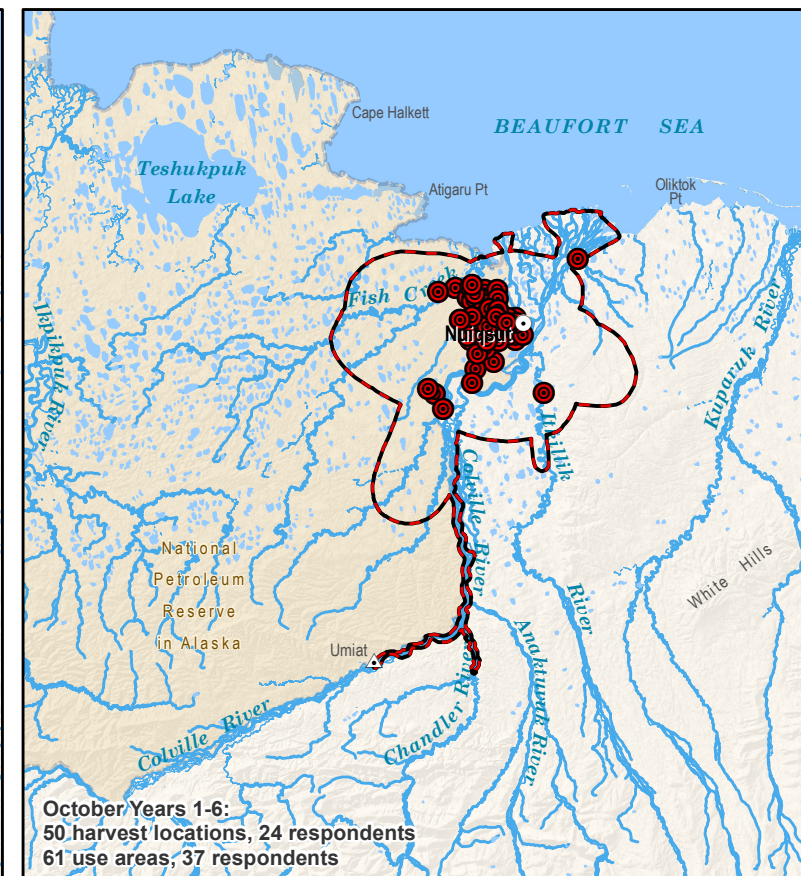 Cape Halkett
BEAUFORT SEA
Teshukpuk
Lake
Atigaru Pt
Oliktok
Pt
Fish Creek
Nuiqsut
Ikpikpuk River
Kuparuk River
Itkillik
River
Colville River
National
Petroleum
Reserve
in Alaska
White Hills
Umiat
Anaktuvuk River
Chandler River
Colville River
October Years 1-6:
50 harvest locations, 24 respondents
61 use areas, 37 respondents